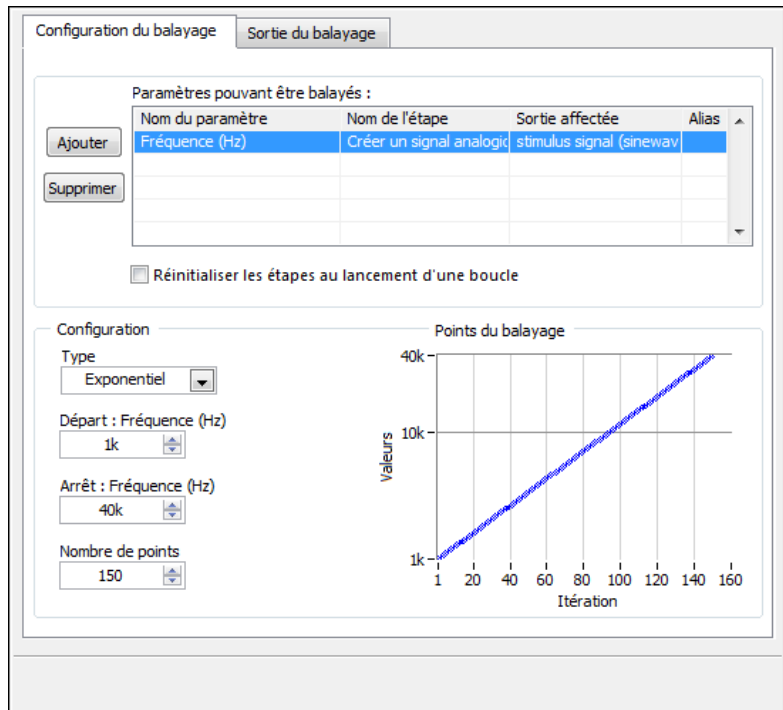 Configuration du balayage
Sortie du balayage
Paramètres pouvant être balayés :
Nom du paramètre Nom de l'étape Sortie affectée Alias
Ajouter
Fréquence (Hz) Créer un signal analogic stimulus signal (sinewav
Supprimer
Réinitialiser les étapes au lancement d'une boucle
Configuration
Type
Exponentiel
Départ : Fréquence (Hz)
1k
Arrêt : Fréquence (Hz)
40k
Nombre de points
150
Points du balayage
40k
10k
1k
Valeurs
1 20 40 60 80 100 120 140 160
Itération